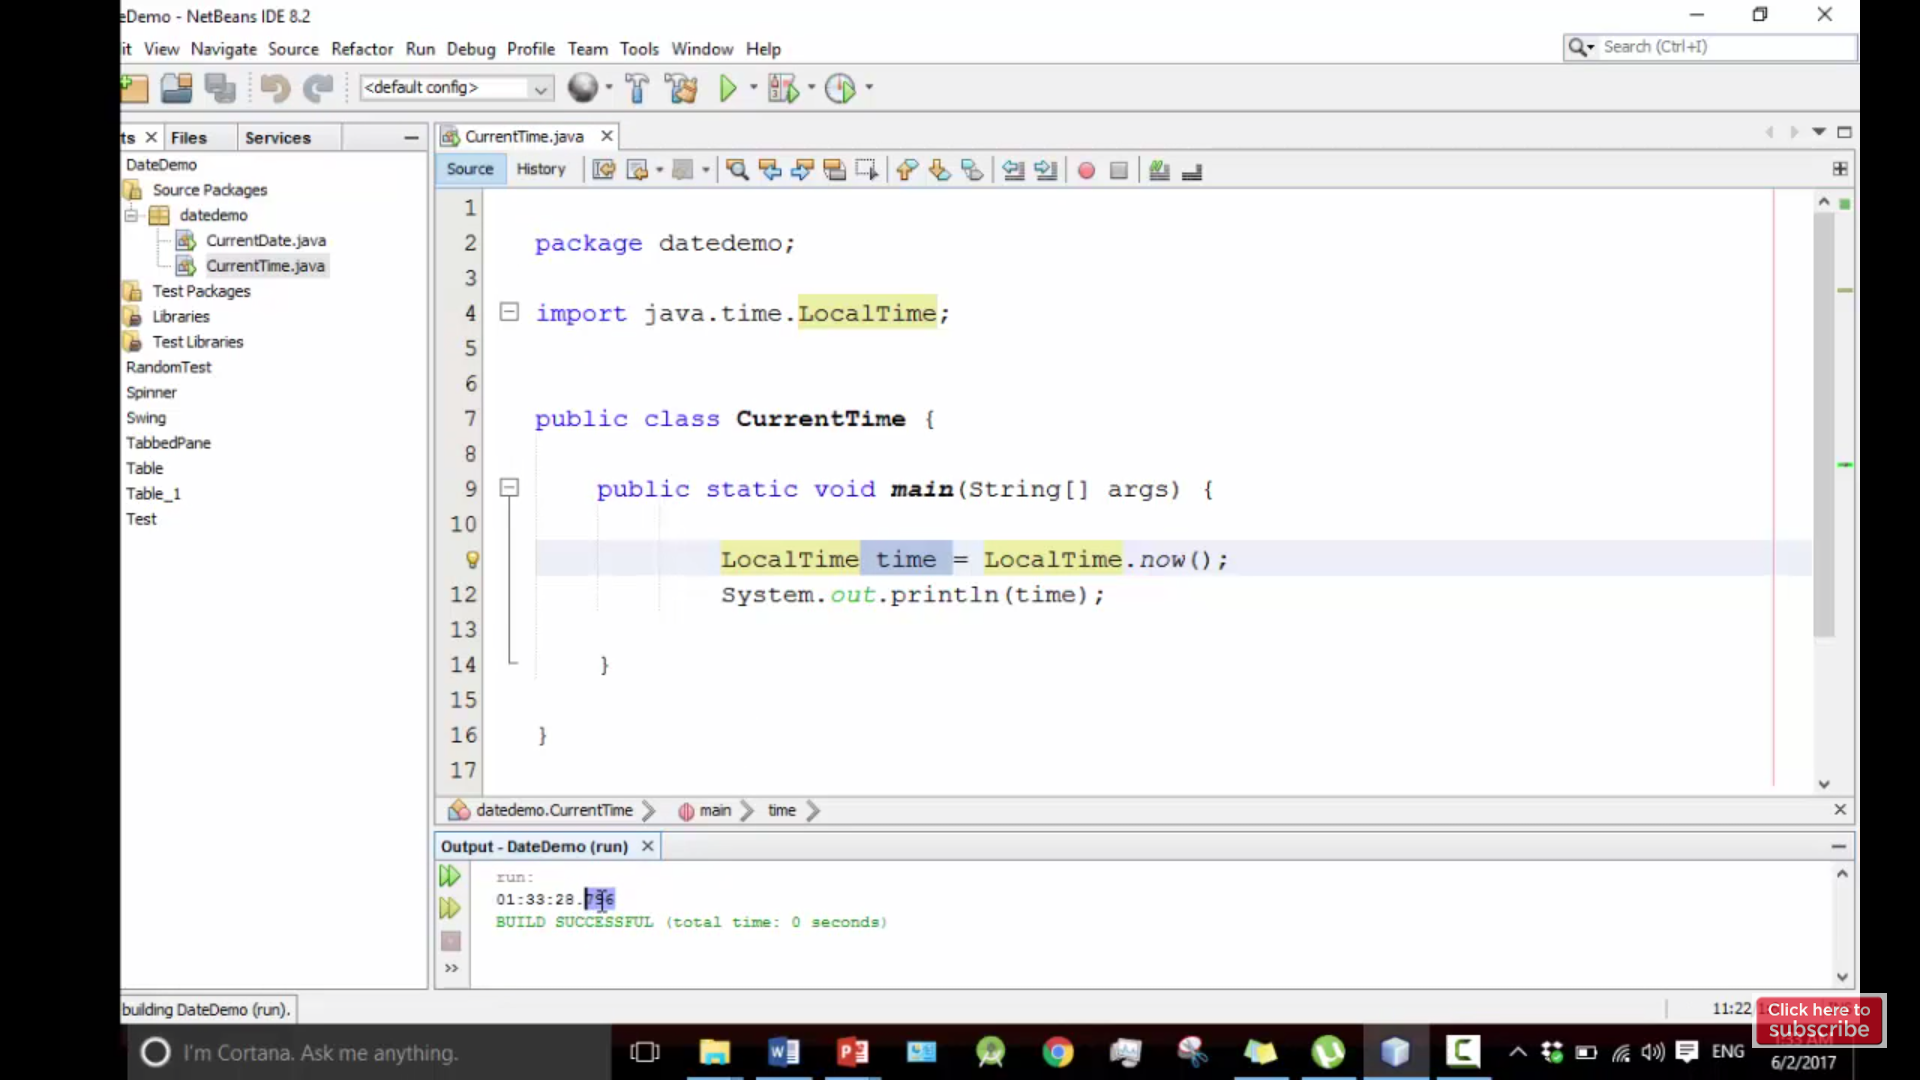 eDemo - NetBeans IDE 8.2
it View Navigate Source Refactor Run Debug Profile Team Tools Window Help
Search (Ctrl+I)
<default config>
ts Files Services
CurrentTime.java
Source History
DateDemo
Source Packages
datedemo
CurrentDate.java
CurrentTime.java
Test Packages
Libraries
Test Libraries
RandomTest
Spinner
Swing
TabbedPane
Table
Table_1
Test
1
2 package datedemo;
3
4 import java.time.LocalTime;
5
6
7 public class CurrentTime {
8
9 public static void main(String[] args) {
10
LocalTime time = LocalTime.now();
12 System.out.println(time);
13
14 }
15
16 }
17
datedemo.CurrentTime main time
Output - DateDemo (run)
run:
01:33:28.796
BUILD SUCCESSFUL (total time: 0 seconds)
building DateDemo (run).
11:22
Click here to
subscribe
I'm Cortana. Ask me anything.
ENG
6/2/2017